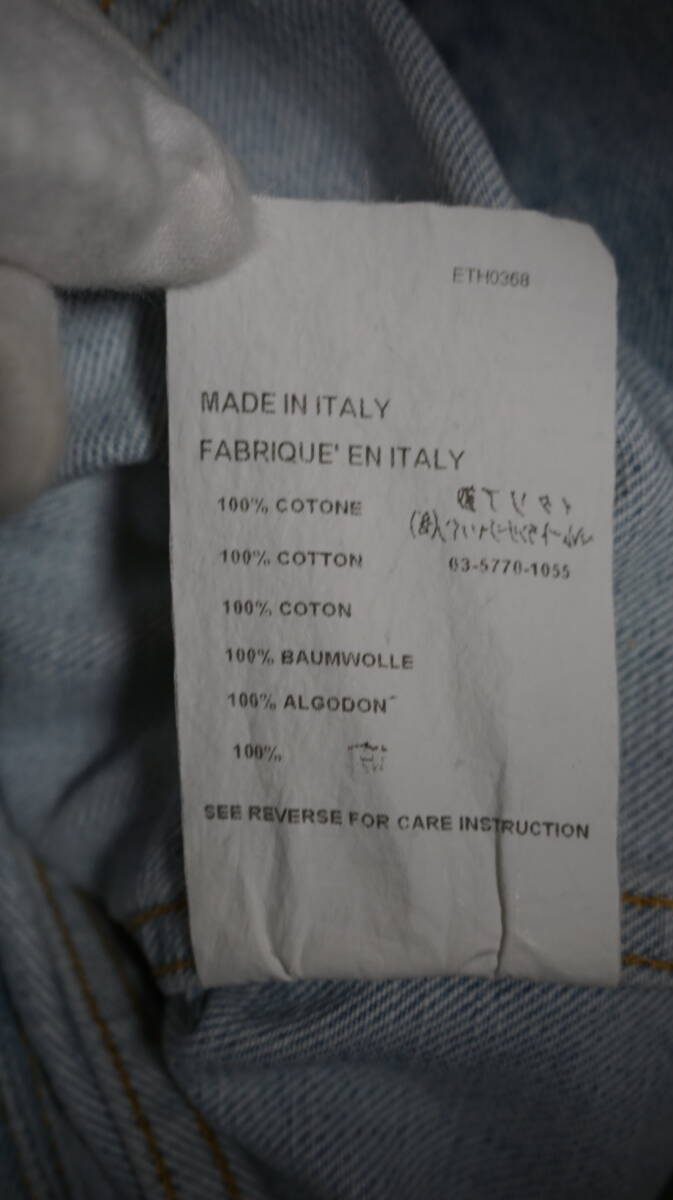 ETH0368
MADE IN ITALY
FABRIQUE' EN ITALY
100% COTONE
100% COTTON
03-5770-1055
100% COTON
100% BAUMWOLLE
100% ALGODON
100%
SEE REVERSE FOR CARE INSTRUCTION